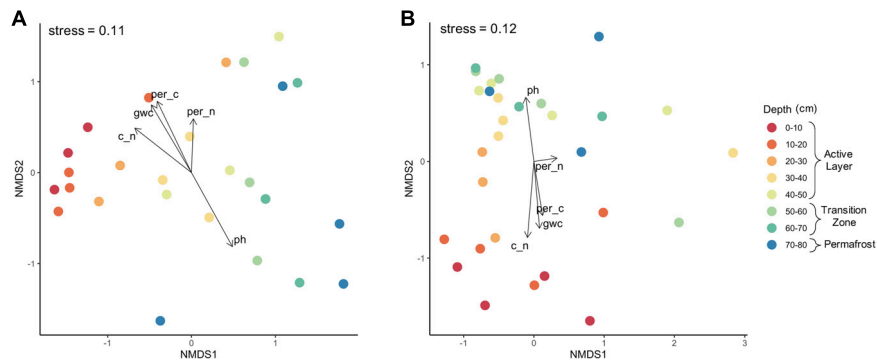 A
stress = 0.11
per_c
gwc
per_n
c_n
ph
1
0
-1
NMDS2
-1
0
1
NMDS1
B
stress = 0.12
ph
per_n
per_c
gwc
c_n
1
0
-1
NMDS2
-1
0
1
2
3
NMDS1
Depth (cm)
0-10
10-20
20-30
30-40
40-50
50-60
60-70
70-80
Active
Layer
Transition
Zone
Permafrost